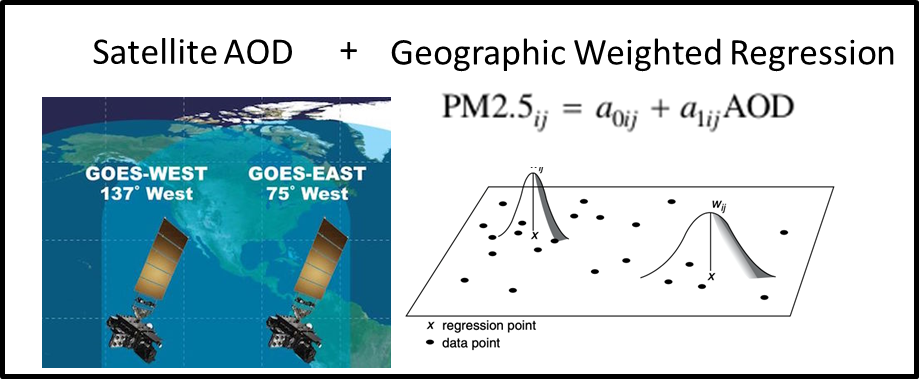 Satellite AOD + Geographic Weighted Regression
PM2.5ij = a0ij + a1ijAOD
GOES-WEST
137° West
GOES-EAST
75° West
ij
wij
x
x
x regression point
data point